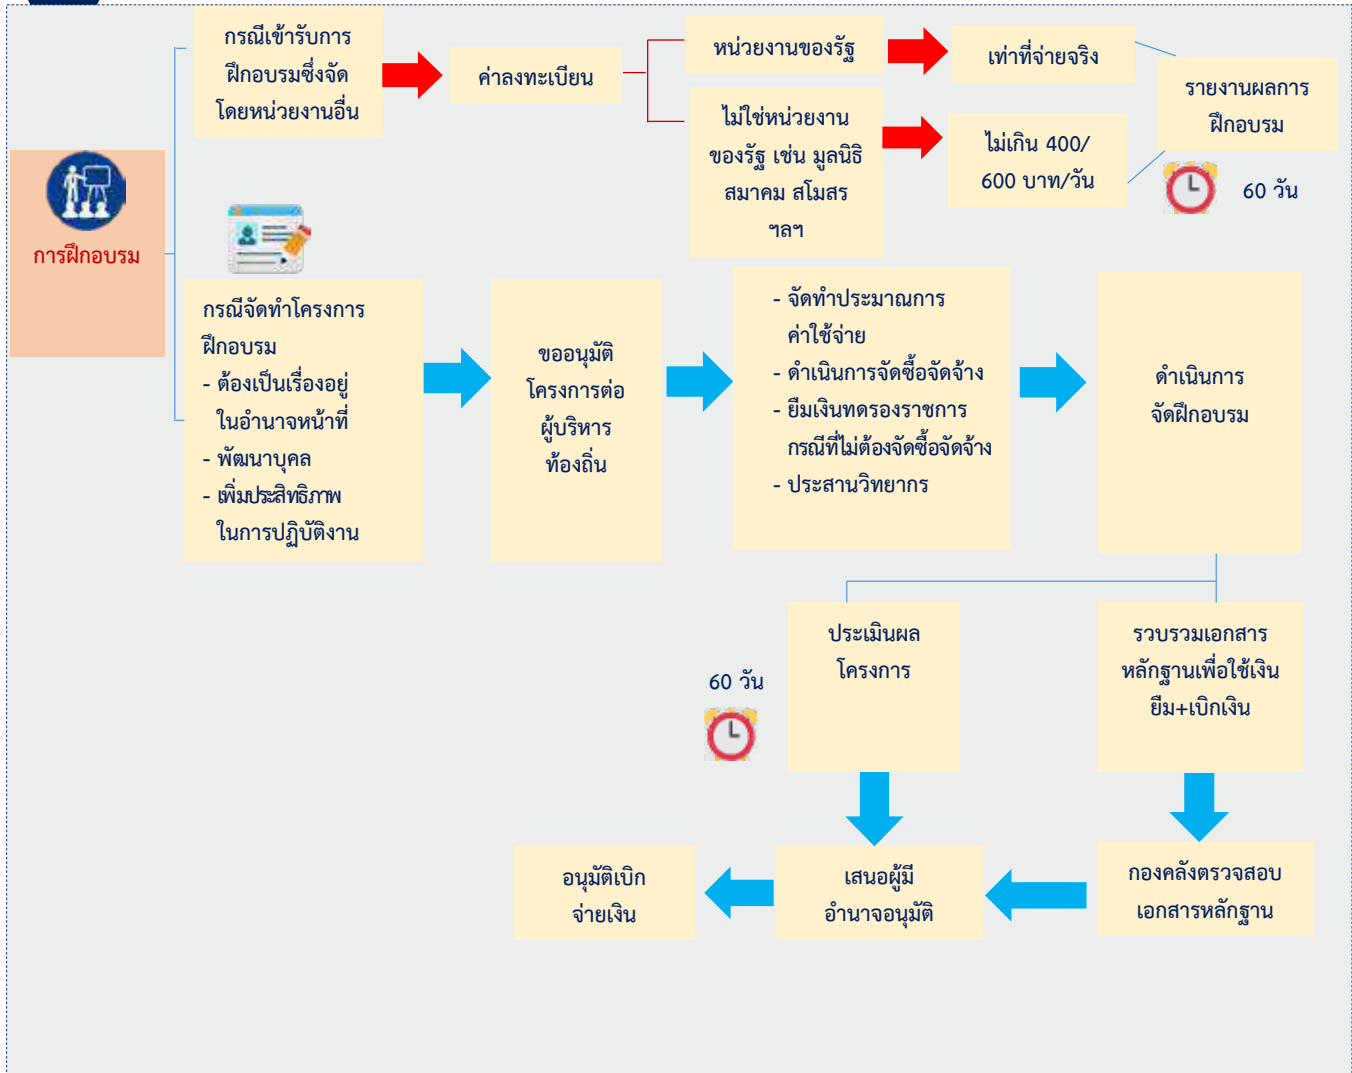 การฝึกอบรม
กรณีเข้ารับการ
ฝึกอบรมซึ่งจัด
โดยหน่วยงานอื่น
ค่าลงทะเบียน
หน่วยงานของรัฐ
เท่าที่จ่ายจริง
ไม่ใช่หน่วยงาน
ของรัฐ เช่น มูลนิธิ
สมาคม สโมสร
ฯลฯ
ไม่เกิน 400/
600 บาท/วัน
รายงานผลการ
ฝึกอบรม
60 วัน
กรณีจัดทำโครงการ
ฝึกอบรม
- ต้องเป็นเรื่องอยู่
ในอำนาจหน้าที่
- พัฒนาบุคล
- เพิ่มประสิทธิภาพ
ในการปฏิบัติงาน
ขออนุมัติ
โครงการต่อ
ผู้บริหาร
ท้องถิ่น
- จัดทำประมาณการ
ค่าใช้จ่าย
- ดำเนินการจัดซื้อจัดจ้าง
- ยืมเงินทดรองราชการ
กรณีที่ไม่ต้องจัดซื้อจัดจ้าง
- ประสานวิทยากร
ดำเนินการ
จัดฝึกอบรม
ประเมินผล
โครงการ
60 วัน
รวบรวมเอกสาร
หลักฐานเพื่อใช้เงิน
ยืม+เบิกเงิน
กองคลังตรวจสอบ
เอกสารหลักฐาน
เสนอผู้มี
อำนาจอนุมัติ
อนุมัติเบิก
จ่ายเงิน